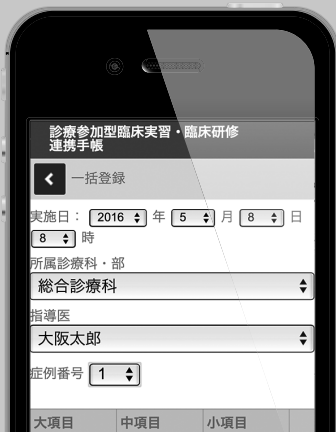 診療参加型臨床実習・臨床研修
連携手帳
一括登録
実施日： 2016 年 5 月 8 日
8 時
所属診療科・部
総合診療科
指導医
大阪太郎
症例番号 1
大項目 中項目 小項目